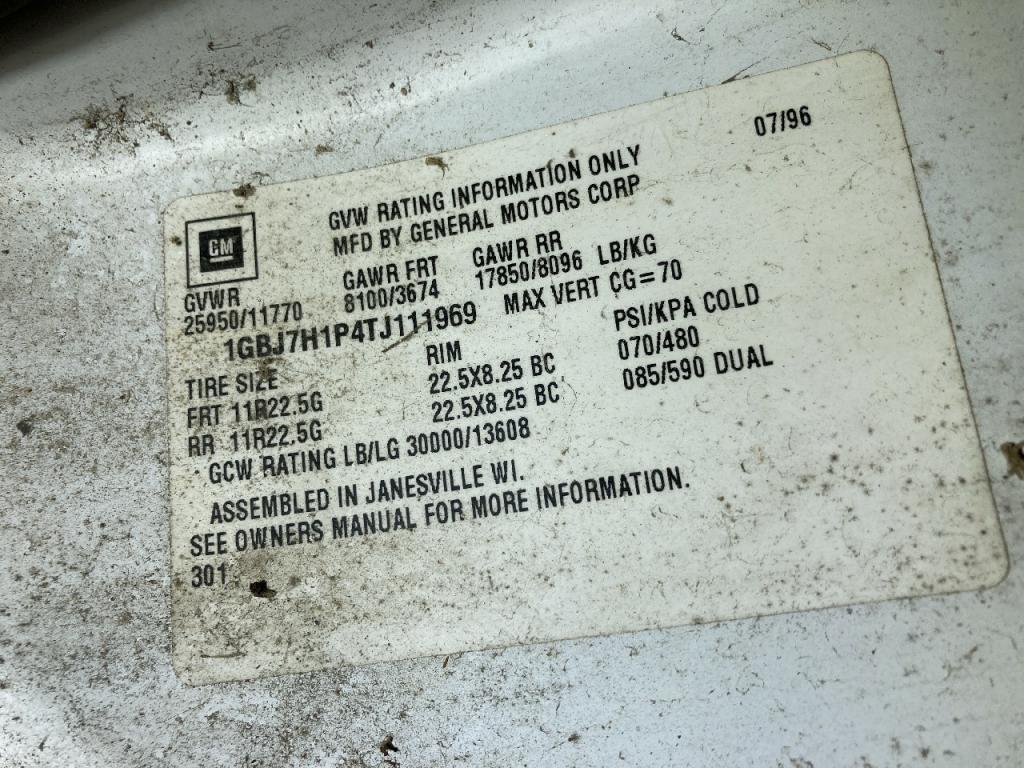 07/96
GM
GVW RATING INFORMATION ONLY
MFD BY GENERAL MOTORS CORP
GVWR GAWR FRT GAWR RR
25950/11770 8100/3674 17850/8096 LB/KG
1GBJ7H1P4TJ111969 MAX VERT CG=70
TIRE SIZE RIM PSI/KPA COLD
FRT 11R22.5G 22.5X8.25 BC 070/480
RR 11R22.5G 22.5X8.25 BC 085/590 DUAL
GCW RATING LB/LG 30000/13608
ASSEMBLED IN JANESVILLE WI.
SEE OWNERS MANUAL FOR MORE INFORMATION.
301